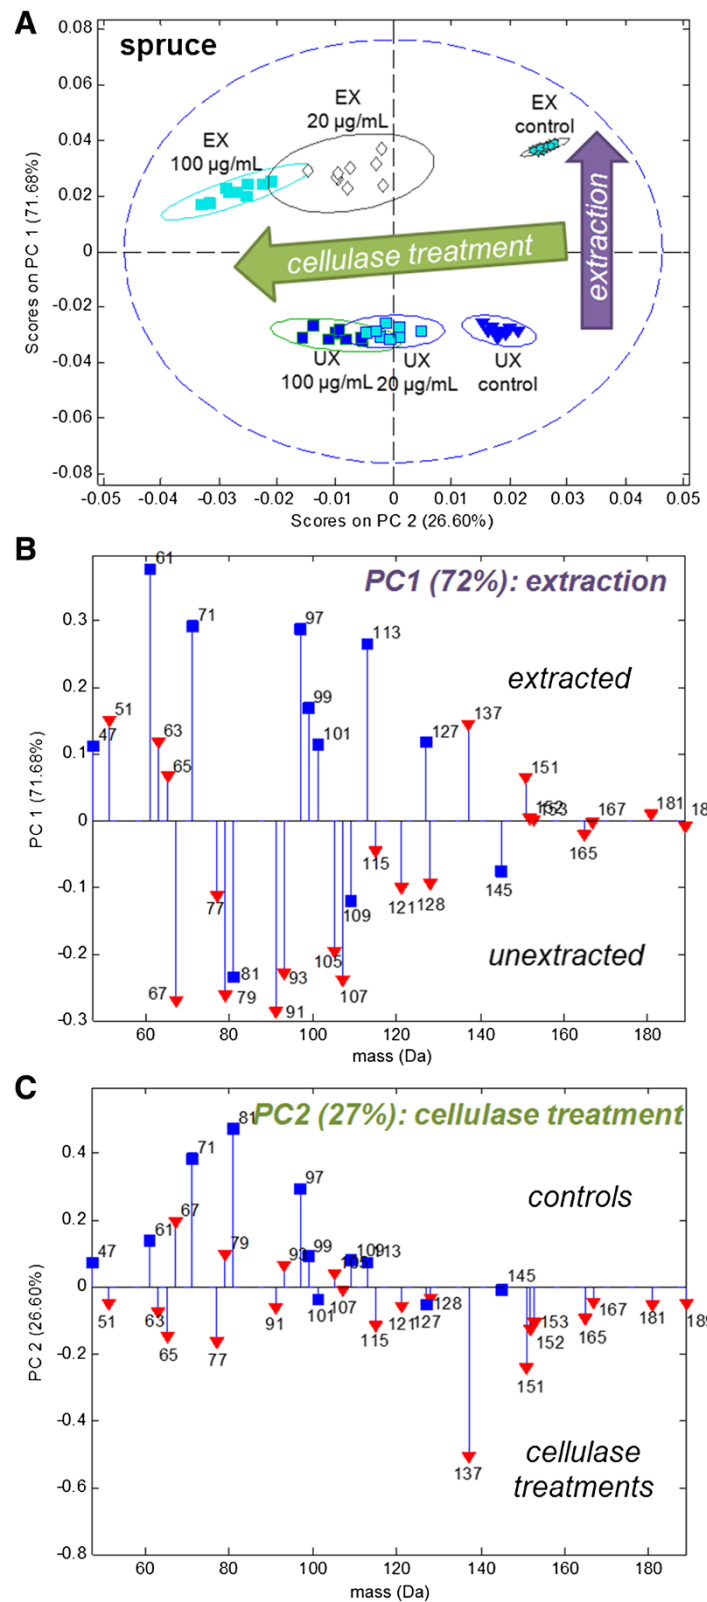 A
spruce
0.08
0.06
0.04
0.02
0
-0.02
-0.04
-0.06
-0.08
Scores on PC 1 (71.68%)
EX
20 µg/mL
EX
100 µg/mL
EX
control
cellulase treatment
extraction
UX
100 µg/mL
UX
20 µg/mL
UX
control
-0.05 -0.04 -0.03 -0.02 -0.01 0 0.01 0.02 0.03 0.04 0.05
Scores on PC 2 (26.60%)
B
PC1 (72%): extraction
extracted
unextracted
PC 1 (71.68%)
0.3
0.2
0.1
0
-0.1
-0.2
-0.3
47 51 61 63 65 71 97 99 101 113 127 137 151 152 153 167 181 18
67 77 79 81 91 93 105 107 109 115 121 128 145 165
60 80 100 120 140 160 180
mass (Da)
C
PC2 (27%): cellulase treatment
controls
cellulase
treatments
PC 2 (26.60%)
0.4
0.2
0
-0.2
-0.4
-0.6
-0.8
47 61 67 71 79 81 93 97 99 105 109 113 145
51 63 65 77 91 101 107 115 121 127 128 137 151 152 153 165 167 181 189
60 80 100 120 140 160 180
mass (Da)